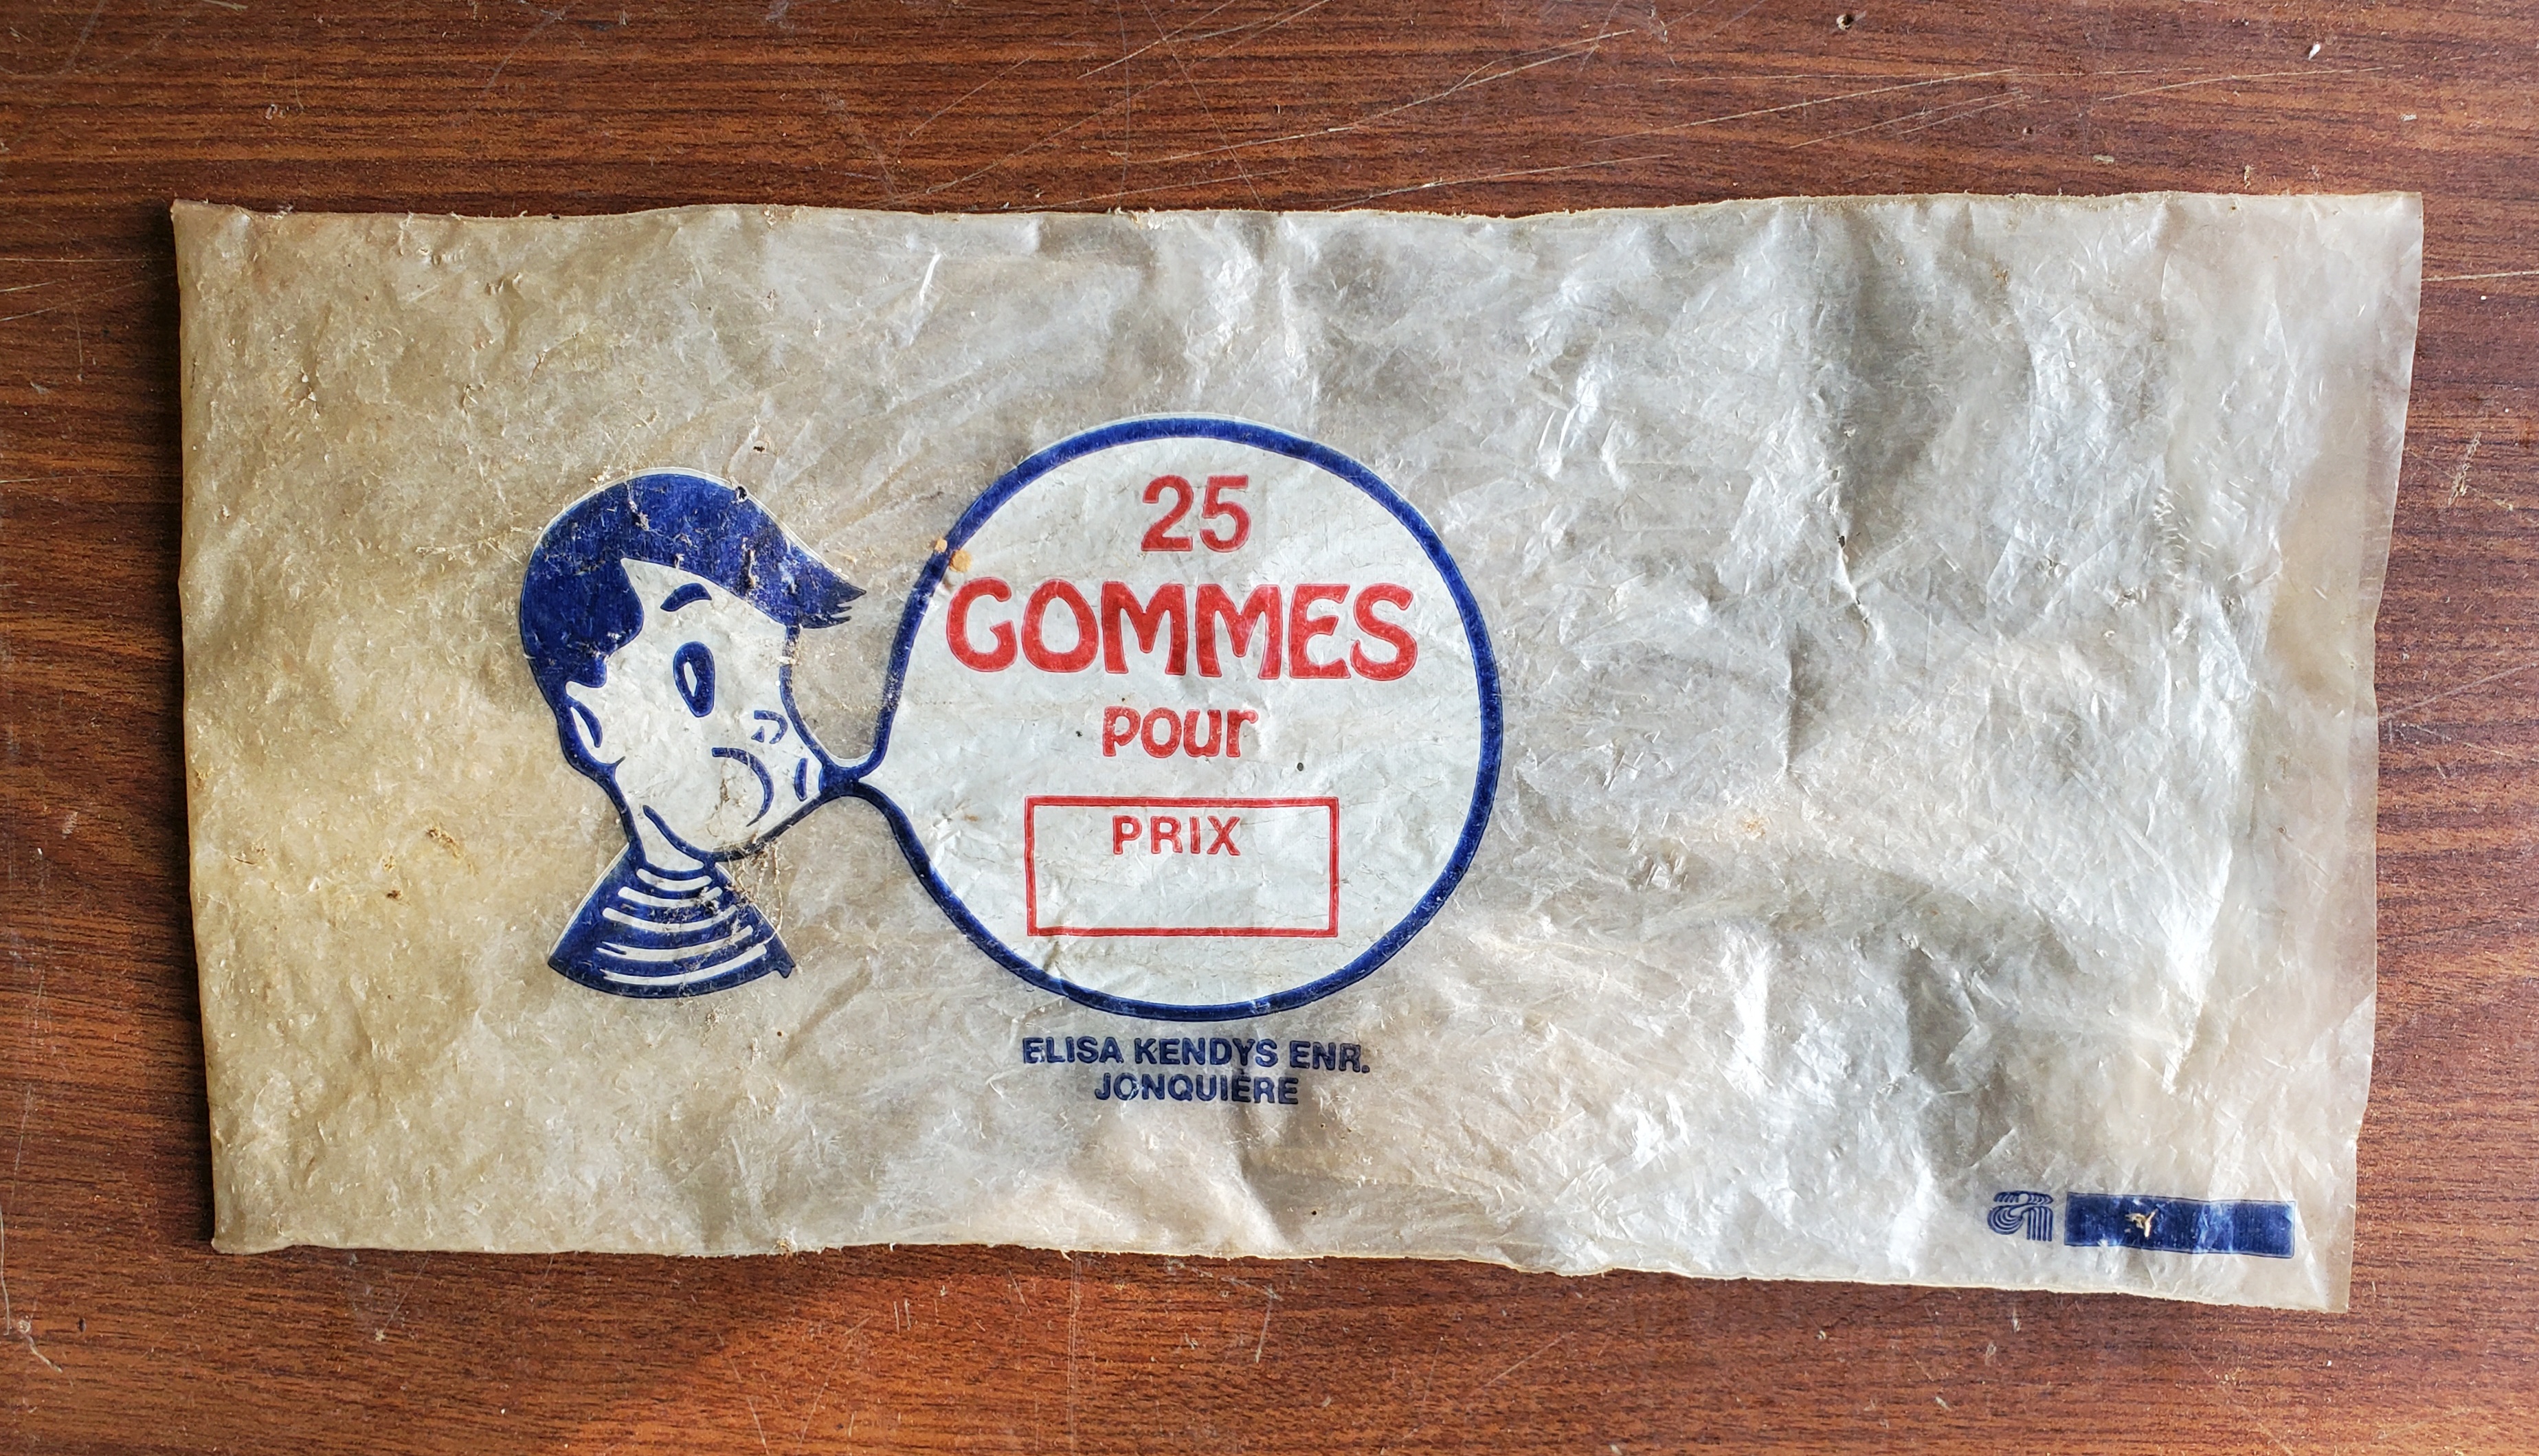 25
GOMMES
pour
PRIX
ELISA KENDYS ENR.
JONQUIÈRE
a